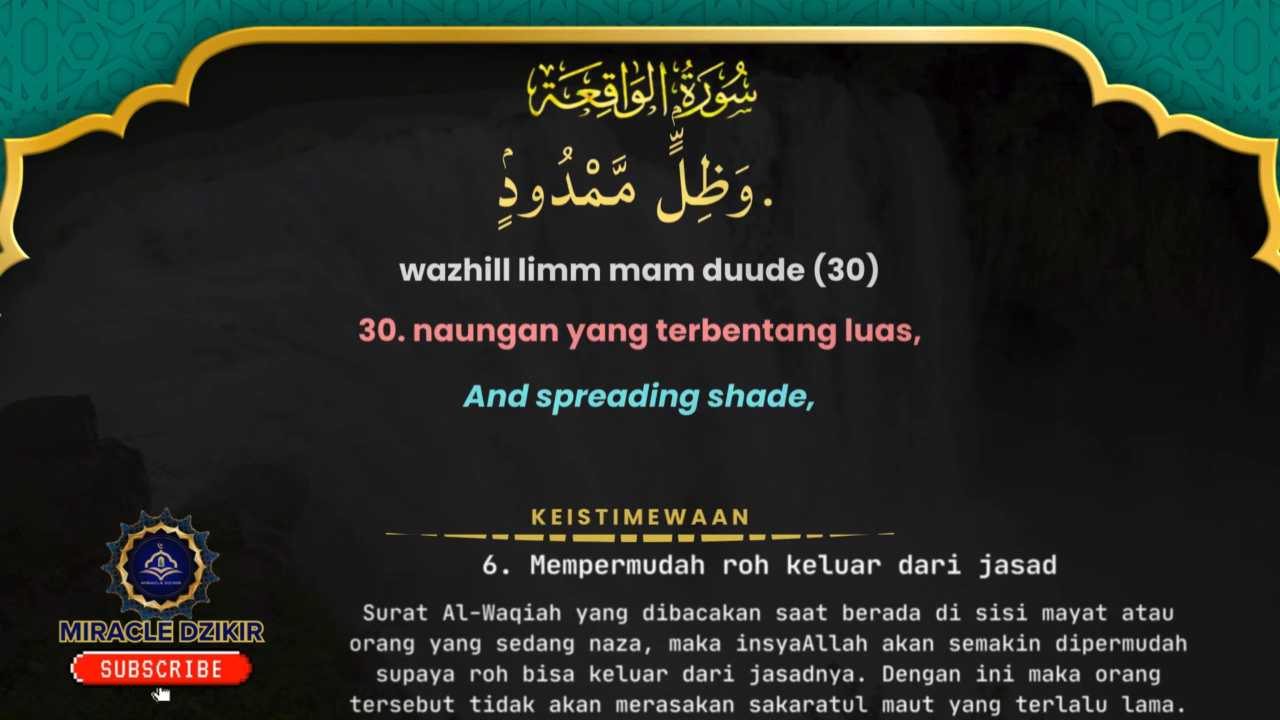 سُورَةُ الوَاقِعَة
.وَظِلٍّ مَّمْدُودٍ
wazhill limm mam duude (30)
30. naungan yang terbentang luas,
And spreading shade,
KEISTIMEWAAN
6. Mempermudah roh keluar dari jasad
Surat Al-Waqiah yang dibacakan saat berada di sisi mayat atau
orang yang sedang naza, maka insyaAllah akan semakin dipermudah
supaya roh bisa keluar dari jasadnya. Dengan ini maka orang
tersebut tidak akan merasakan sakaratul maut yang terlalu lama.
MIRACLE DZIKIR
MIRACLE DZIKIR
SUBSCRIBE